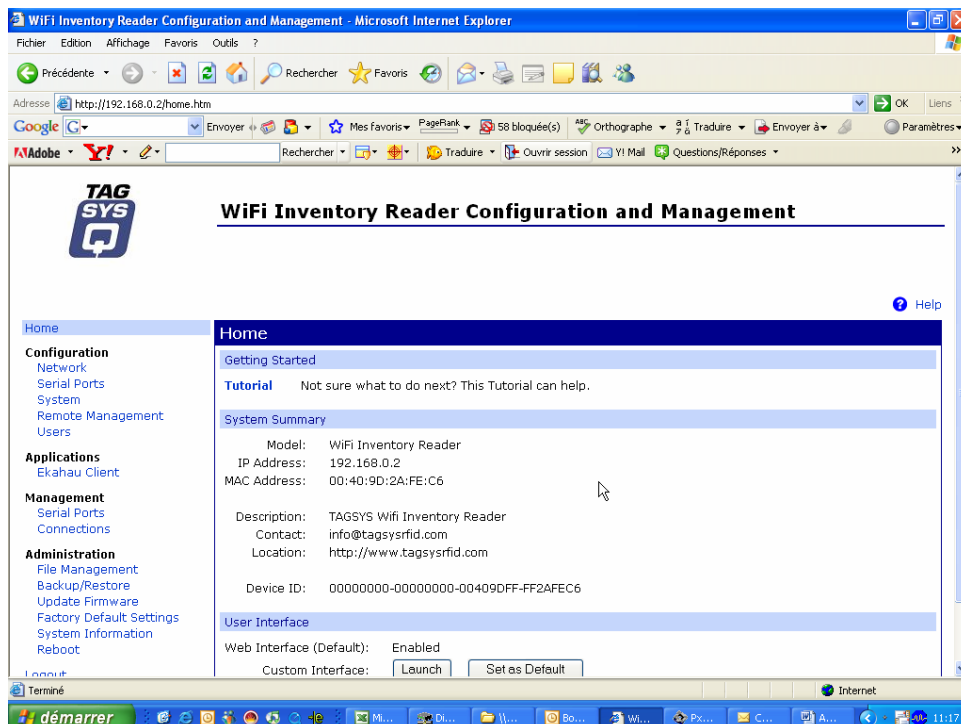 WiFi Inventory Reader Configuration and Management - Microsoft Internet Explorer
Fichier Edition Affichage Favoris Outils ?
Précédente Rechercher Favoris
Adresse http://192.168.0.2/home.htm OK Liens
Google G Envoyer Mes favoris PageRank 58 bloquée(s) ABC Orthographe Traduire Envoyer à Paramètres
Adobe Y! Rechercher Traduire Ouvrir session Y! Mail Questions/Réponses »
TAG
SYS
WiFi Inventory Reader Configuration and Management
? Help
Home
Configuration
Network
Serial Ports
System
Remote Management
Users
Applications
Ekahau Client
Management
Serial Ports
Connections
Administration
File Management
Backup/Restore
Update Firmware
Factory Default Settings
System Information
Reboot
Logout
Home
Getting Started
Tutorial Not sure what to do next? This Tutorial can help.
System Summary
Model: WiFi Inventory Reader
IP Address: 192.168.0.2
MAC Address: 00:40:9D:2A:FE:C6
Description: TAGSYS Wifi Inventory Reader
Contact: info@tagsysrfid.com
Location: http://www.tagsysrfid.com
Device ID: 00000000-00000000-00409DFF-FF2AFEC6
User Interface
Web Interface (Default): Enabled
Custom Interface: Launch Set as Default
Terminé Internet
démarrer Mi... Di... \\... Bo... Wi... Px... C... A... 11:17